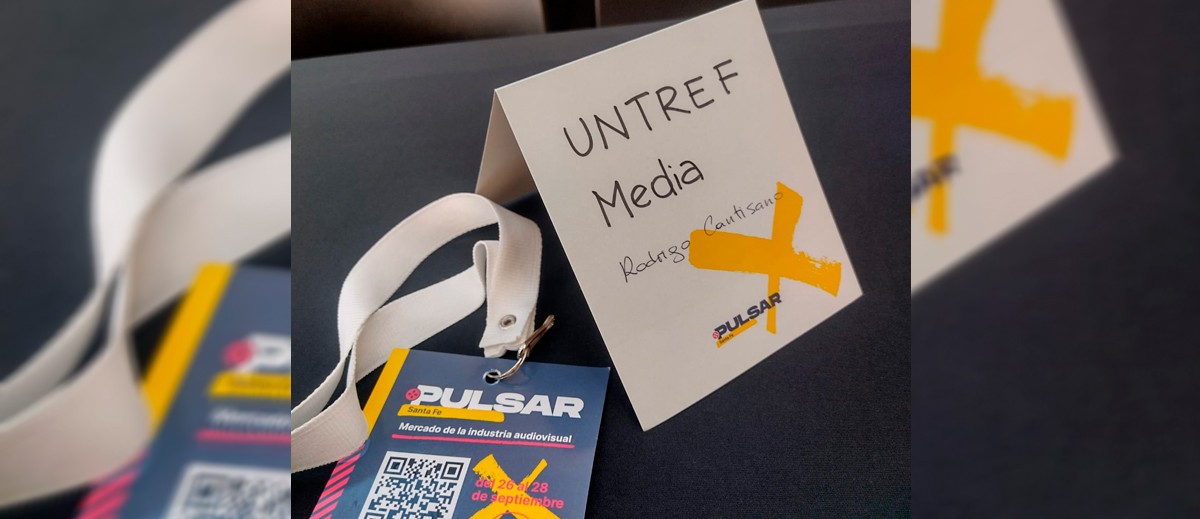 UNTREF
Media
Rodrigo Cantisano
PULSAR
PULSAR
Santa Fe
Mercado de la industria audiovisual
del 26 al 28
de septiembre